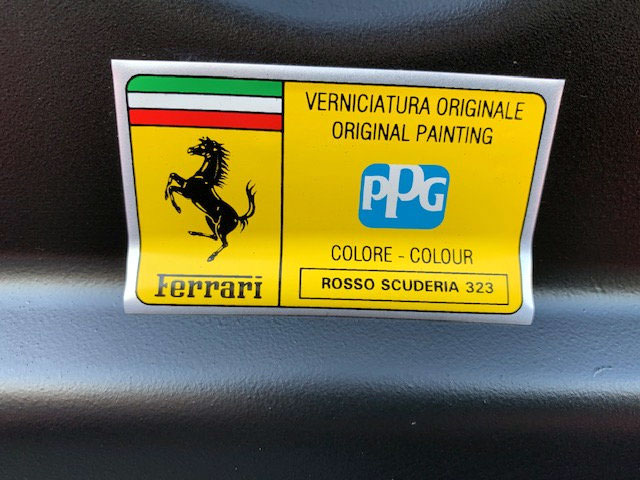 VERNICIATURA ORIGINALE
ORIGINAL PAINTING
PPG
COLORE - COLOUR
ROSSO SCUDERIA 323
Ferrari